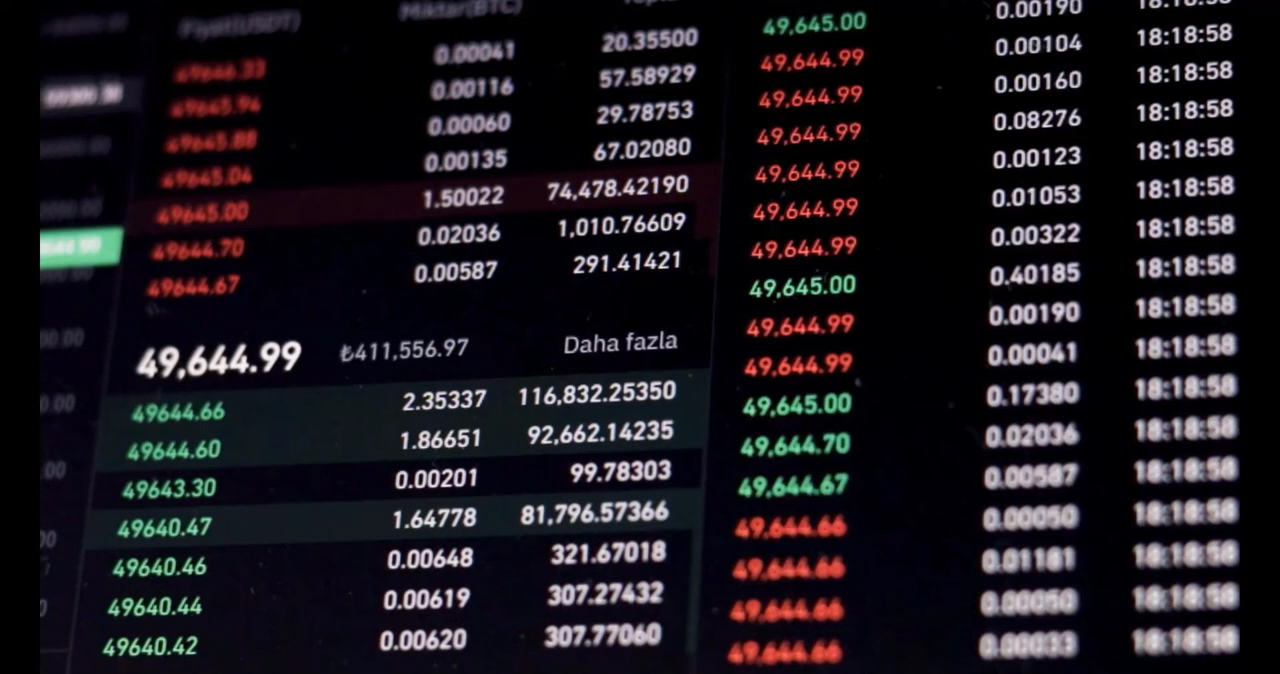 Fiyat(USDT) Miktar(BTC)
49,645.00 0.00190
0.00041 20.35500 49,644.99 0.00104 18:18:58
49645.94 0.00116 57.58929 49,644.99 0.00160 18:18:58
49645.88 0.00060 29.78753 49,644.99 0.08276 18:18:58
49645.04 0.00135 67.02080 49,644.99 0.00123 18:18:58
49645.00 1.50022 74,478.42190 49,644.99 0.01053 18:18:58
49644.70 0.02036 1,010.76609 49,644.99 0.00322 18:18:58
49644.67 0.00587 291.41421 49,645.00 0.40185 18:18:58
49,644.99 0.00190 18:18:58
49,644.99 ₺411,556.97 Daha fazla 49,644.99 0.00041 18:18:58
49644.66 2.35337 116,832.25350 49,645.00 0.17380 18:18:58
49644.60 1.86651 92,662.14235 49,644.70 0.02036 18:18:58
49643.30 0.00201 99.78303 49,644.67 0.00587 18:18:58
49640.47 1.64778 81,796.57366 49,644.66 0.00050 18:18:58
49640.46 0.00648 321.67018 49,644.66 0.01181 18:18:58
49640.44 0.00619 307.27432 49,644.66 0.00050 18:18:58
49640.42 0.00620 307.77060 49,644.66 0.00033 18:18:58